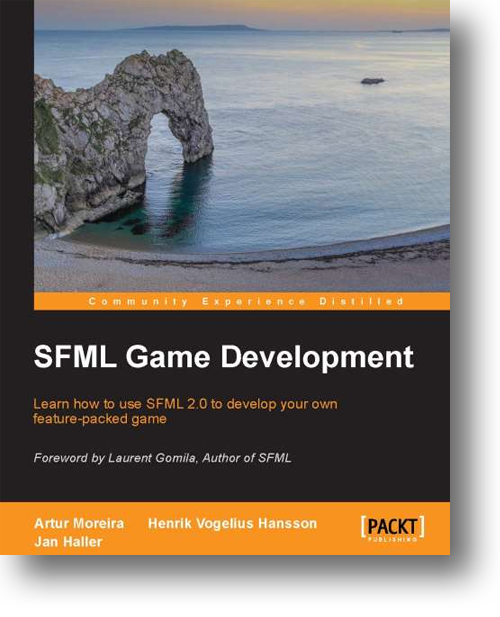 Community Experience Distilled
SFML Game Development
Learn how to use SFML 2.0 to develop your own
feature-packed game
Foreword by Laurent Gomila, Author of SFML
Artur Moreira Henrik Vogelius Hansson
Jan Haller
[PACKT]
PUBLISHING